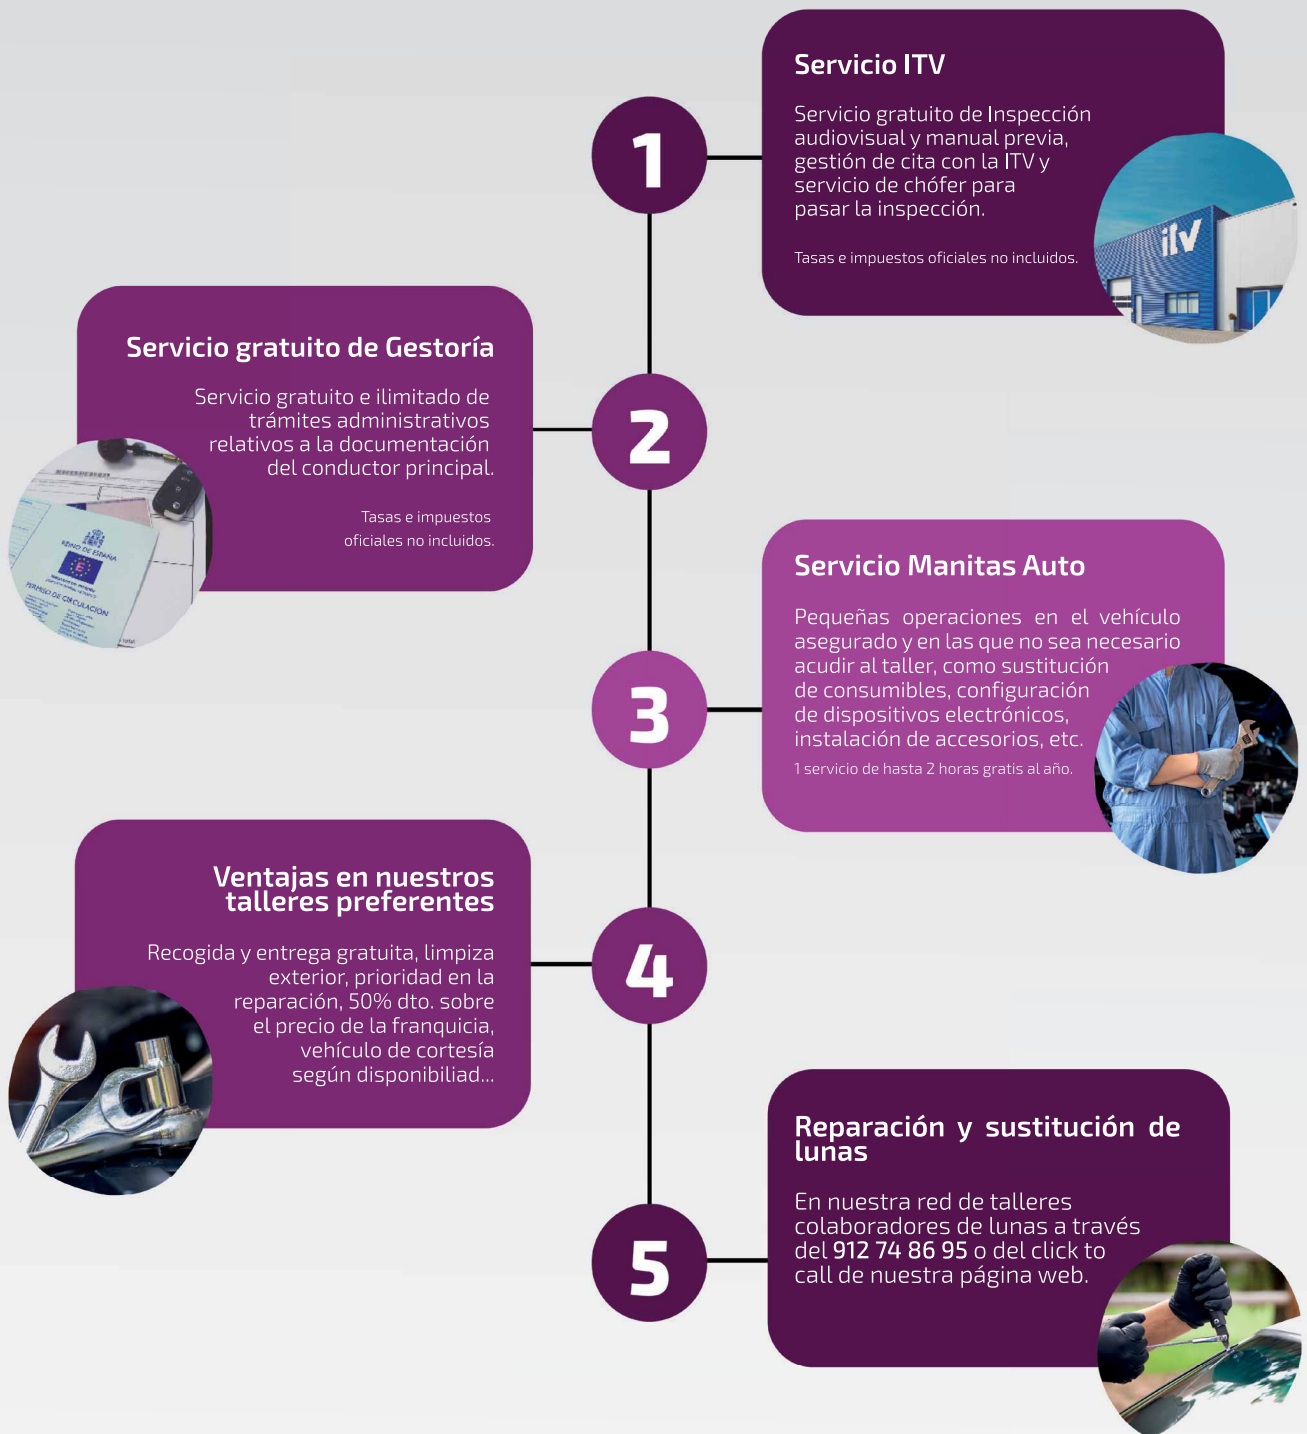 1
Servicio ITV
Servicio gratuito de Inspección
audiovisual y manual previa,
gestión de cita con la ITV y
servicio de chófer para
pasar la inspección.
Tasas e impuestos oficiales no incluidos.
itv
2
Servicio gratuito de Gestoría
Servicio gratuito e ilimitado de
trámites administrativos
relativos a la documentación
del conductor principal.
Tasas e impuestos
oficiales no incluidos.
REINO DE ESPAÑA
E
PERMISO DE CIRCULACIÓN
3
Servicio Manitas Auto
Pequeñas operaciones en el vehículo
asegurado y en las que no sea necesario
acudir al taller, como sustitución
de consumibles, configuración
de dispositivos electrónicos,
instalación de accesorios, etc.
1 servicio de hasta 2 horas gratis al año.
4
Ventajas en nuestros
talleres preferentes
Recogida y entrega gratuita, limpiza
exterior, prioridad en la
reparación, 50% dto. sobre
el precio de la franquicia,
vehículo de cortesía
según disponibiliad...
5
Reparación y sustitución de
lunas
En nuestra red de talleres
colaboradores de lunas a través
del 912 74 86 95 o del click to
call de nuestra página web.